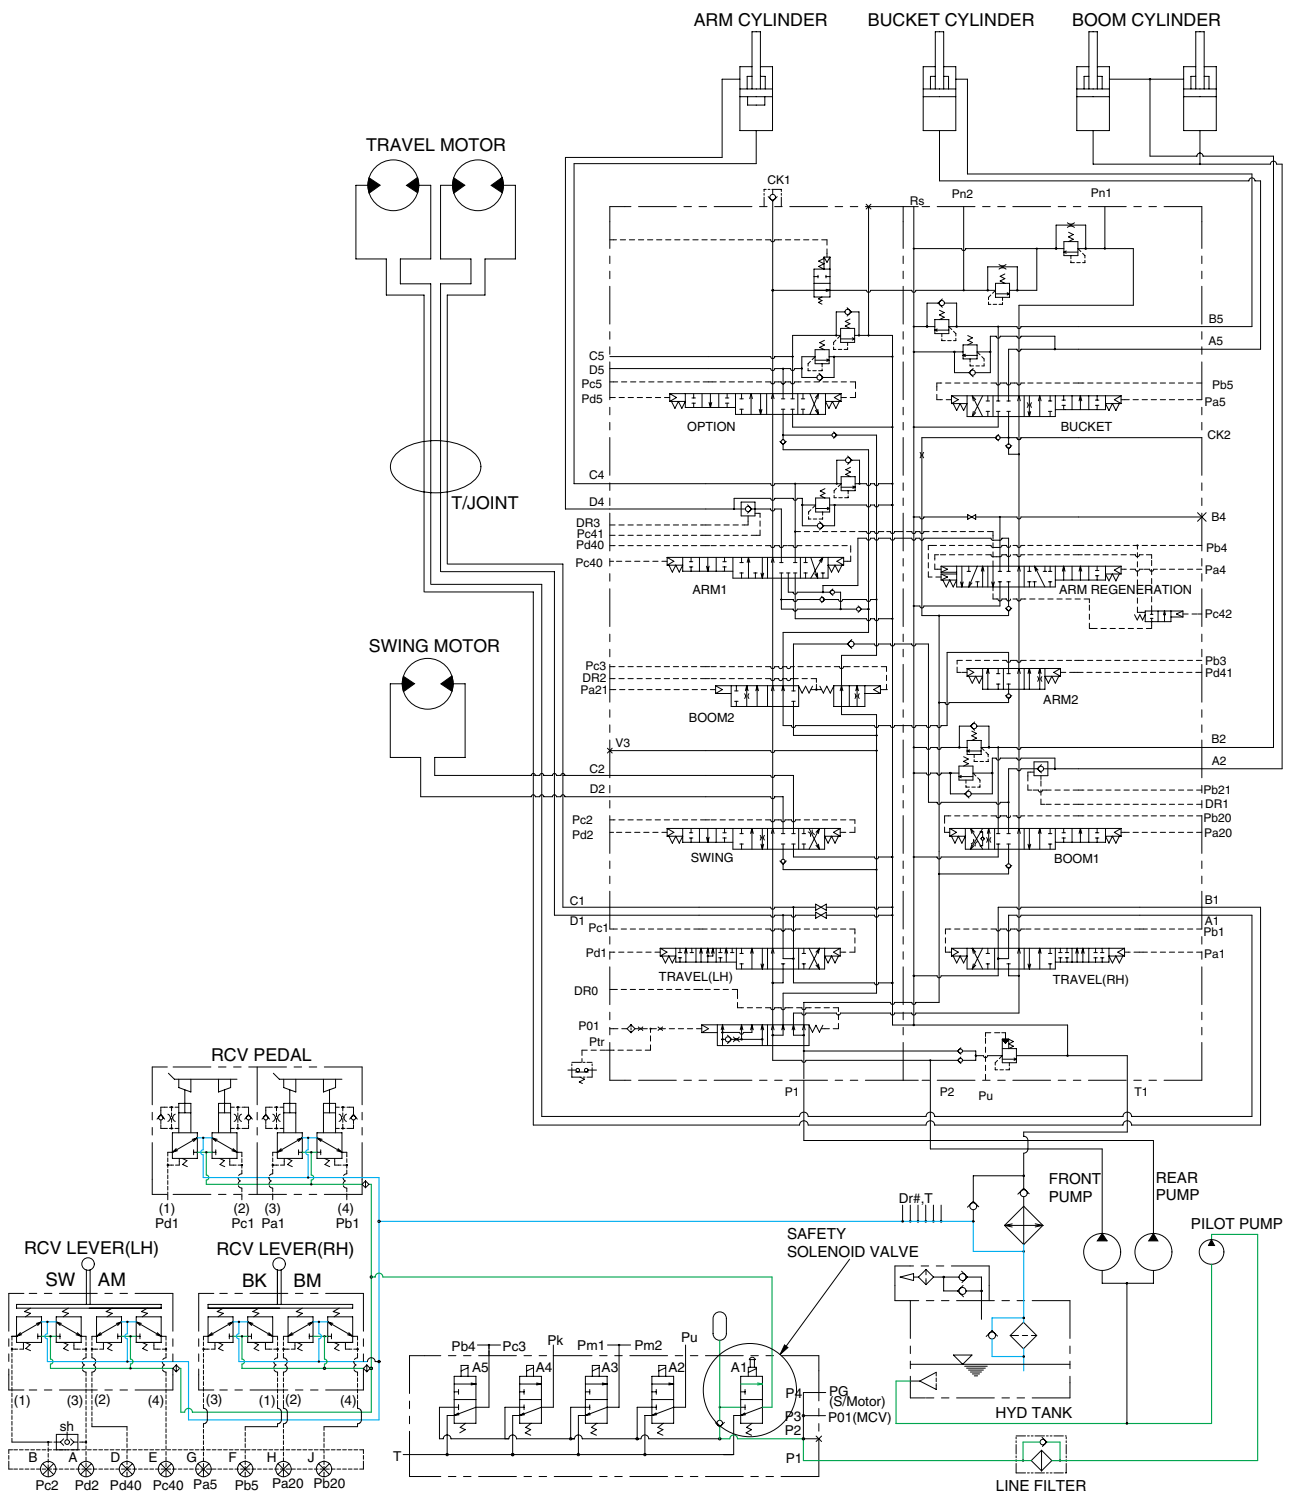 ARM CYLINDER
BUCKET CYLINDER
BOOM CYLINDER
TRAVEL MOTOR
CK1
Rs
Pn2
Pn1
B5
C5
A5
D5
Pc5
Pb5
Pd5
Pa5
OPTION
BUCKET
CK2
C4
T/JOINT
D4
B4
DR3
Pc41
Pd40
Pb4
Pc40
Pa4
ARM1
ARM REGENERATION
Pc42
SWING MOTOR
Pc3
Pb3
DR2
Pd41
Pa21
ARM2
BOOM2
V3
B2
C2
A2
D2
Pb21
DR1
Pc2
Pb20
Pd2
Pa20
SWING
BOOM1
C1
B1
D1
A1
Pc1
Pb1
Pd1
Pa1
TRAVEL(LH)
TRAVEL(RH)
DR0
P01
Ptr
RCV PEDAL
P1
P2
Pu
T1
(1)
(2)
(3)
(4)
Pd1
Pc1
Pa1
Pb1
FRONT
PUMP
REAR
PUMP
Dr#,T
PILOT PUMP
SAFETY
SOLENOID VALVE
RCV LEVER(LH)
RCV LEVER(RH)
SW
AM
BK
BM
Pb4
Pc3
Pk
Pm1
Pm2
Pu
A5
A4
A3
A2
A1
(1)
(3)
(2)
(4)
(3)
(1)
(2)
(4)
P4
PG
(S/Motor)
P3
P01(MCV)
P2
HYD TANK
sh
T
P1
B
A
D
E
G
F
H
J
Pc2
Pd2
Pd40
Pc40
Pa5
Pb5
Pa20
Pb20
LINE FILTER